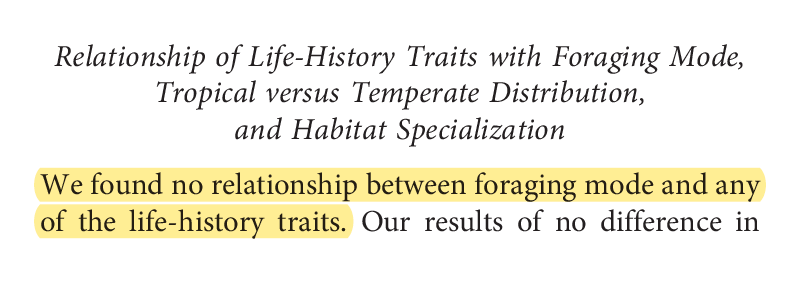 Relationship of Life-History Traits with Foraging Mode,
Tropical versus Temperate Distribution,
and Habitat Specialization
We found no relationship between foraging mode and any
of the life-history traits. Our results of no difference in